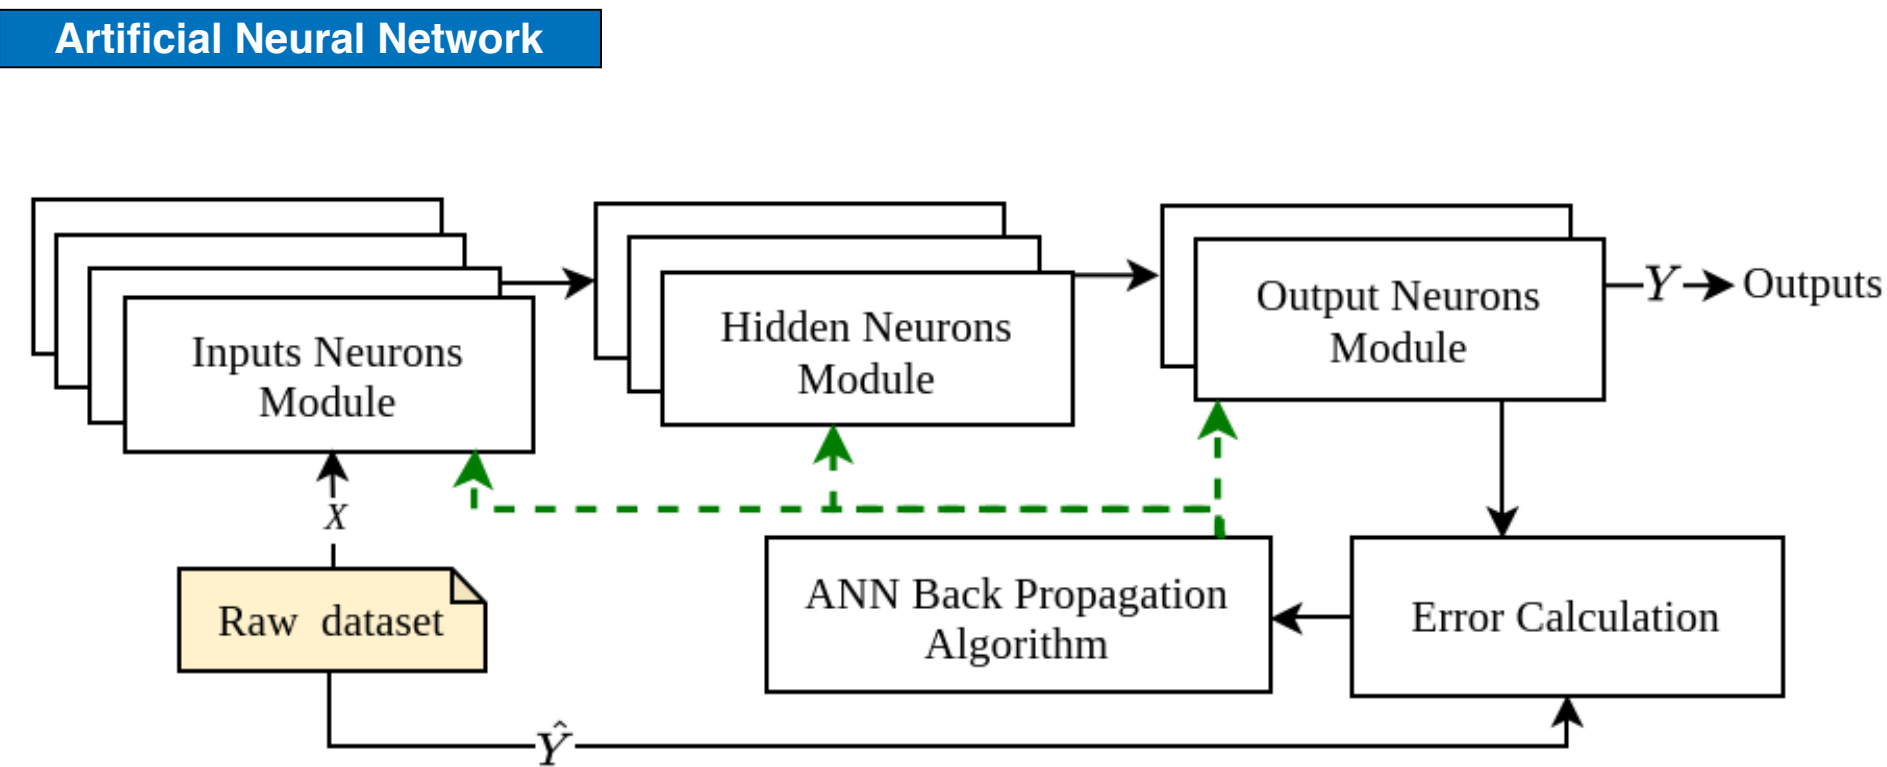 Artificial Neural Network
Inputs Neurons
Module
Hidden Neurons
Module
Output Neurons
Module
Y
Outputs
X
Raw dataset
ANN Back Propagation
Algorithm
Error Calculation
Ŷ